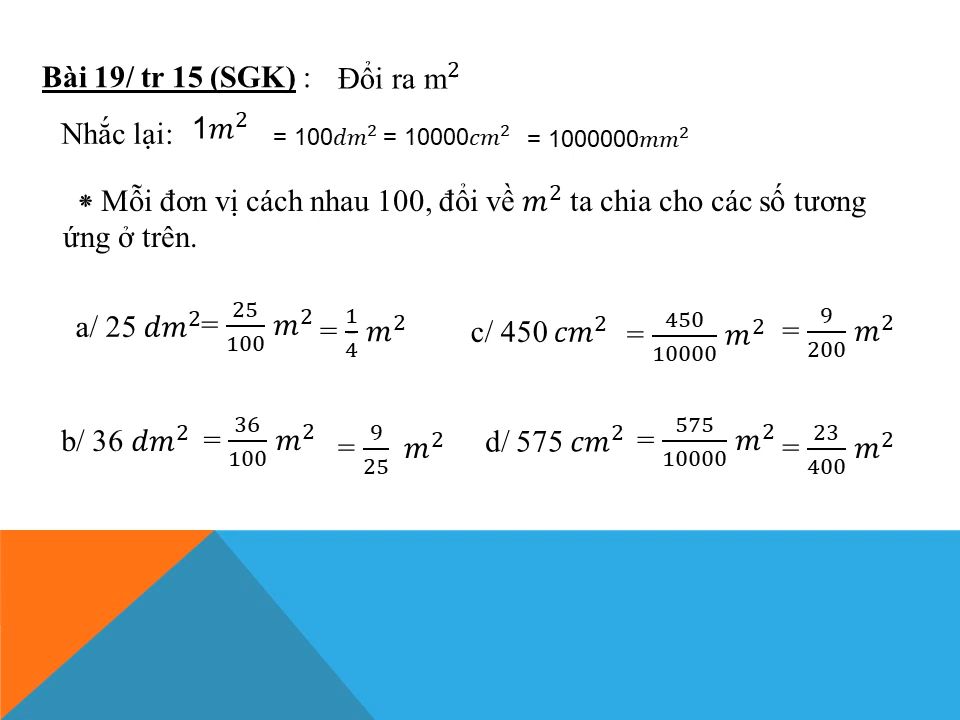 Bài 19/ tr 15 (SGK) : Đổi ra m²
Nhắc lại: 1m² = 100dm² = 10000cm² = 1000000mm²
* Mỗi đơn vị cách nhau 100, đổi về m² ta chia cho các số tương
ứng ở trên.
a/ 25 dm² = 25/100 m² = 1/4 m²
c/ 450 cm² = 450/10000 m² = 9/200 m²
b/ 36 dm² = 36/100 m² = 9/25 m²
d/ 575 cm² = 575/10000 m² = 23/400 m²